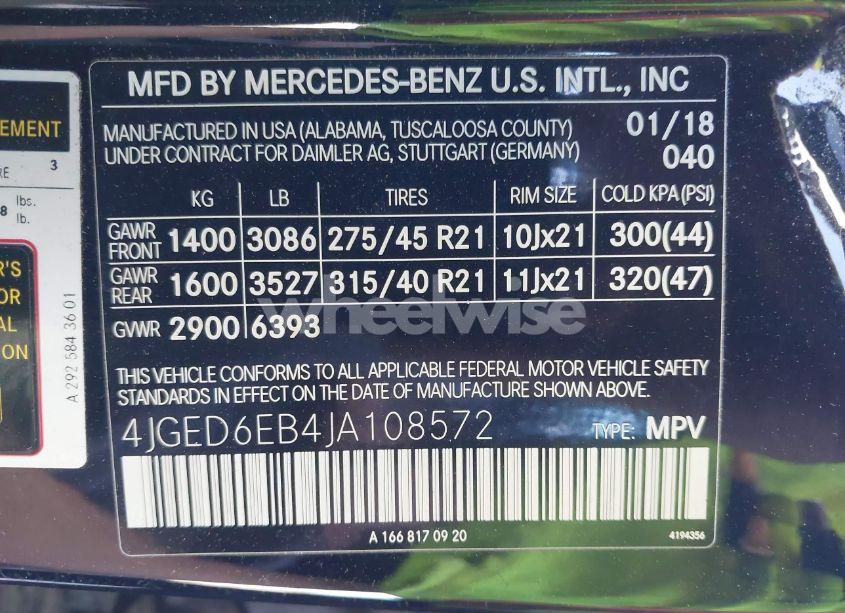 MFD BY MERCEDES-BENZ U.S. INTL., INC
MANUFACTURED IN USA (ALABAMA, TUSCALOOSA COUNTY) 01/18
UNDER CONTRACT FOR DAIMLER AG, STUTTGART (GERMANY) 040
KG LB TIRES RIM SIZE COLD KPA (PSI)
GAWR FRONT 1400 3086 275/45 R21 10Jx21 300(44)
GAWR REAR 1600 3527 315/40 R21 11Jx21 320(47)
GVWR 2900 6393
wheelwise
THIS VEHICLE CONFORMS TO ALL APPLICABLE FEDERAL MOTOR VEHICLE SAFETY
STANDARDS IN EFFECT ON THE DATE OF MANUFACTURE SHOWN ABOVE.
4JGED6EB4JA108572 TYPE: MPV
A 166 817 09 20 4194356
EMENT
RE 3
8 lbs.
lb.
R'S
OR
AL
ION
A 292 584 36 01